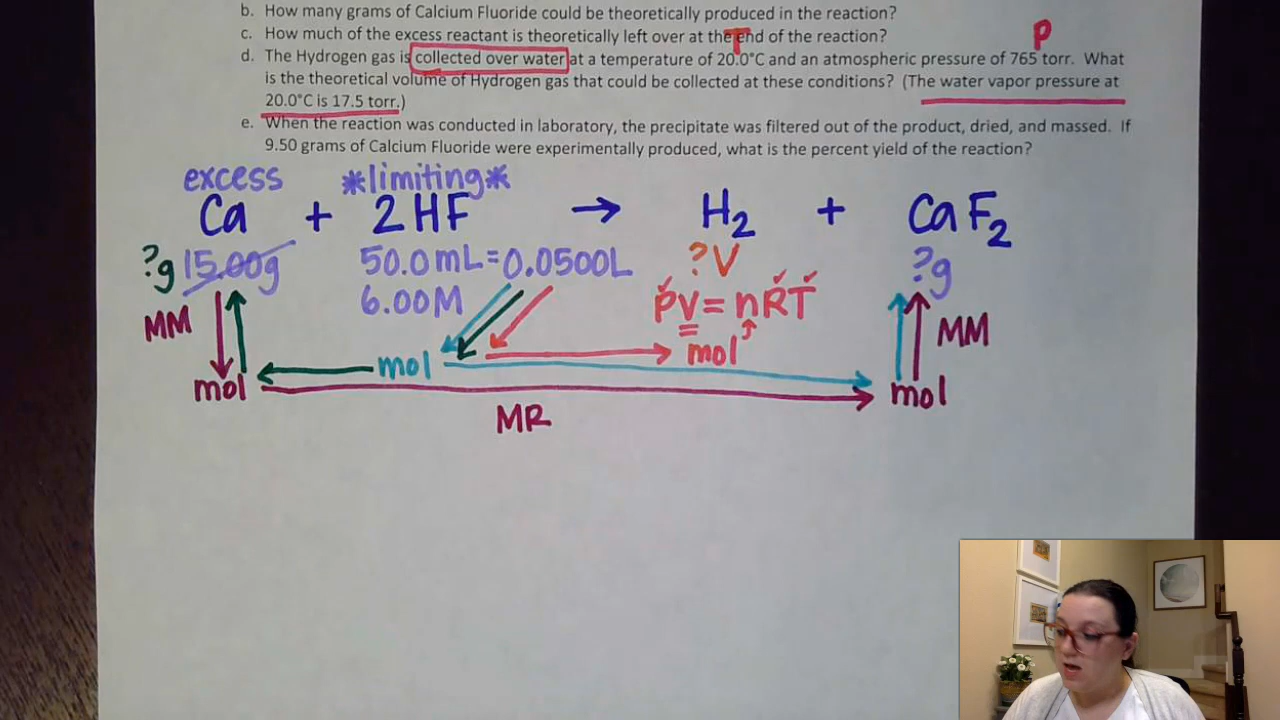 b. How many grams of Calcium Fluoride could be theoretically produced in the reaction?
c. How much of the excess reactant is theoretically left over at the end of the reaction?
T P
d. The Hydrogen gas is collected over water at a temperature of 20.0°C and an atmospheric pressure of 765 torr. What
is the theoretical volume of Hydrogen gas that could be collected at these conditions? (The water vapor pressure at
20.0°C is 17.5 torr.)
e. When the reaction was conducted in laboratory, the precipitate was filtered out of the product, dried, and massed. If
9.50 grams of Calcium Fluoride were experimentally produced, what is the percent yield of the reaction?
excess *limiting*
Ca + 2HF → H₂ + CaF₂
?g 15.00g 50.0mL=0.0500L ?V ?g
6.00M PV=nRT
MM mol MM
mol mol mol
MR